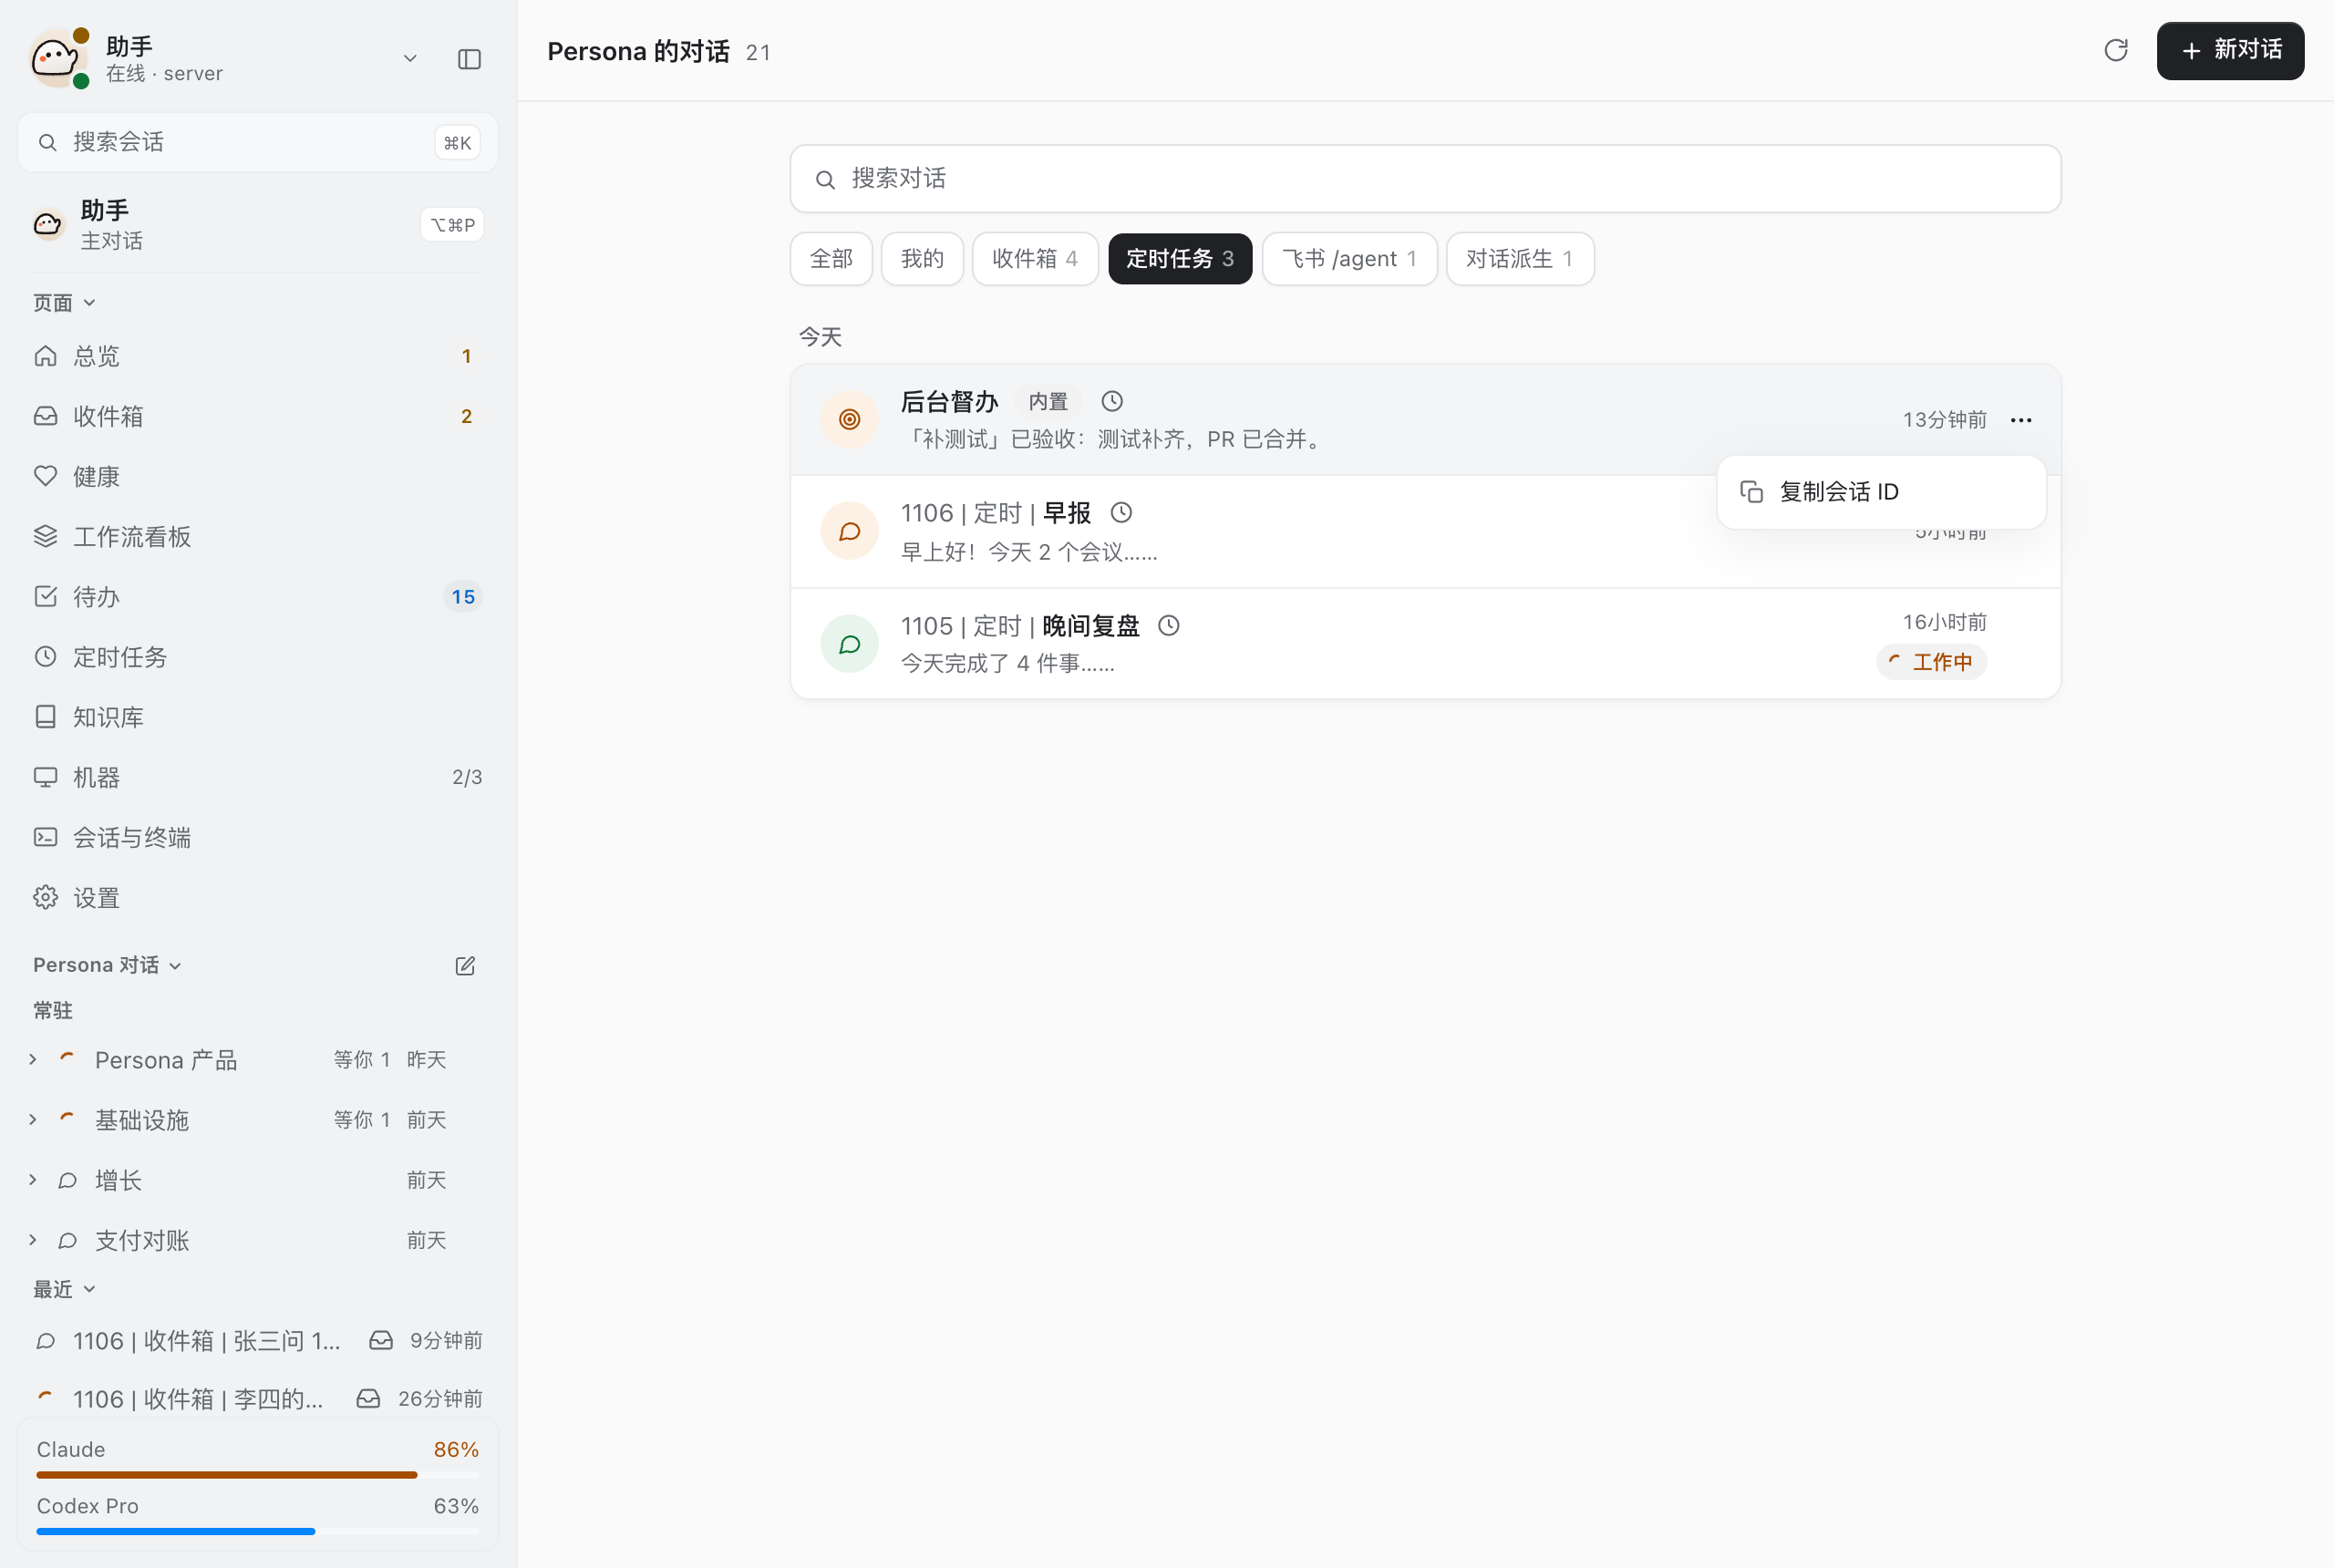 助手
在线 · server
搜索会话
⌘K
助手
主对话
⌥⌘P
页面
总览
1
收件箱
2
健康
工作流看板
待办
15
定时任务
知识库
机器
2/3
会话与终端
设置
Persona 对话
常驻
Persona 产品
等你 1 昨天
基础设施
等你 1 前天
增长
前天
支付对账
前天
最近
1106 | 收件箱 | 张三问 1...
9分钟前
1106 | 收件箱 | 李四的...
26分钟前
Claude
86%
Codex Pro
63%
Persona 的对话 21
新对话
搜索对话
全部
我的
收件箱 4
定时任务 3
飞书 /agent 1
对话派生 1
今天
后台督办 内置
「补测试」已验收：测试补齐，PR 已合并。
13分钟前
复制会话 ID
1106 | 定时 | 早报
早上好！今天 2 个会议……
5小时前
1105 | 定时 | 晚间复盘
今天完成了 4 件事……
16小时前
工作中